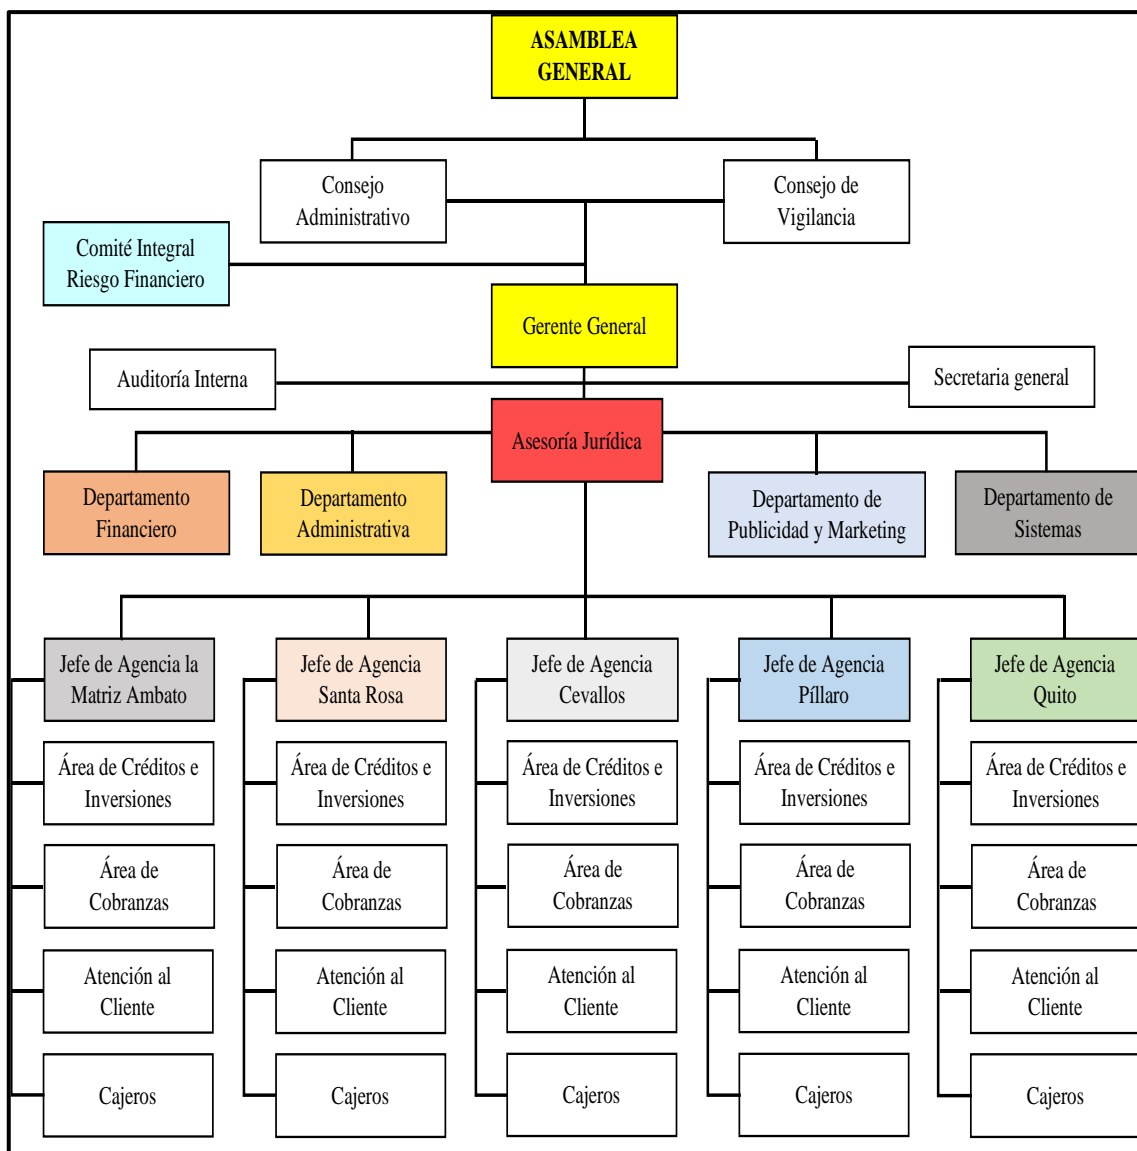 ASAMBLEA
GENERAL
Consejo
Administrativo
Consejo de
Vigilancia
Comité Integral
Riesgo Financiero
Gerente General
Auditoría Interna
Secretaria general
Asesoría Jurídica
Departamento
Financiero
Departamento
Administrativa
Departamento de
Publicidad y Marketing
Departamento de
Sistemas
Jefe de Agencia la
Matriz Ambato
Jefe de Agencia
Santa Rosa
Jefe de Agencia
Cevallos
Jefe de Agencia
Píllaro
Jefe de Agencia
Quito
Área de Créditos e
Inversiones
Área de Créditos e
Inversiones
Área de Créditos e
Inversiones
Área de Créditos e
Inversiones
Área de Créditos e
Inversiones
Área de
Cobranzas
Área de
Cobranzas
Área de
Cobranzas
Área de
Cobranzas
Área de
Cobranzas
Atención al
Cliente
Atención al
Cliente
Atención al
Cliente
Atención al
Cliente
Atención al
Cliente
Cajeros
Cajeros
Cajeros
Cajeros
Cajeros